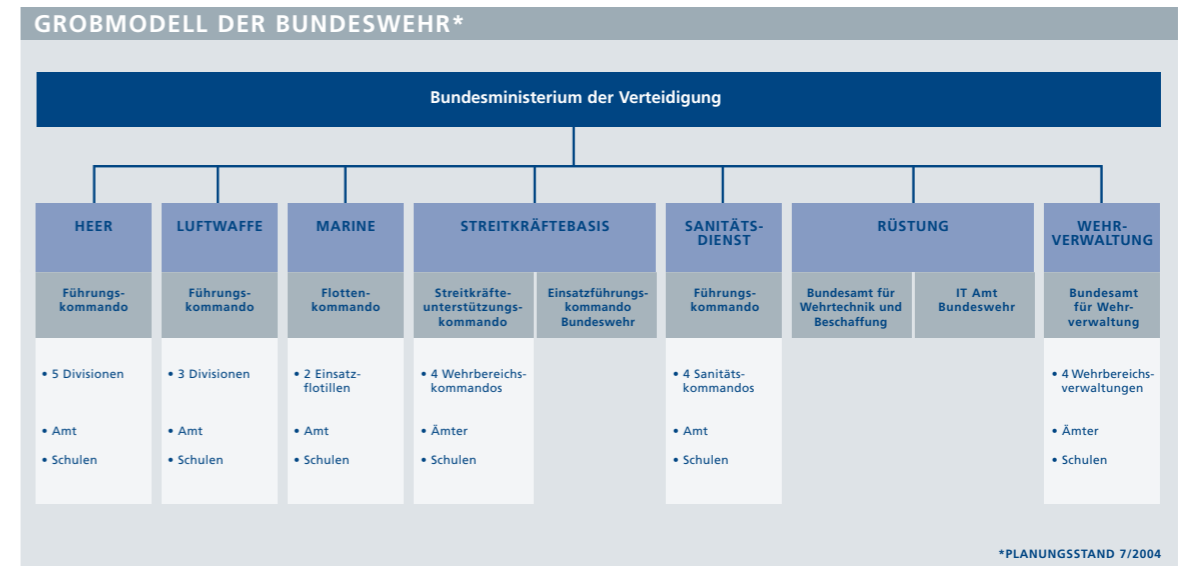 GROBMODELL DER BUNDESWEHR*
Bundesministerium der Verteidigung
HEER
Führungs-
kommando
• 5 Divisionen
• Amt
• Schulen
LUFTWAFFE
Führungs-
kommando
• 3 Divisionen
• Amt
• Schulen
MARINE
Flotten-
kommando
• 2 Einsatz-
flotillen
• Amt
• Schulen
STREITKRÄFTEBASIS
Streitkräfte-
unterstützungs-
kommando
• 4 Wehrbereichs-
kommandos
• Ämter
• Schulen
Einsatzführungs-
kommando
Bundeswehr
SANITÄTS-
DIENST
Führungs-
kommando
• 4 Sanitäts-
kommandos
• Amt
• Schulen
RÜSTUNG
Bundesamt für
Wehrtechnik und
Beschaffung
IT Amt
Bundeswehr
WEHR-
VERWALTUNG
Bundesamt
für Wehr-
verwaltung
• 4 Wehrbereichs-
verwaltungen
• Ämter
• Schulen
*PLANUNGSSTAND 7/2004